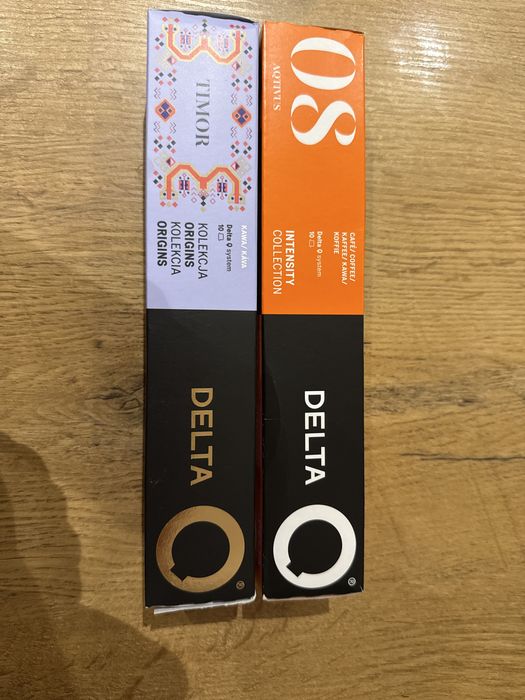 TIMOR
KAWA/ KÁVA
Delta Q system
10
KOLEKCJA
ORIGINS
KOLEKCIA
ORIGINS
DELTA
Q®
08
AQTIVUS
CAFÉ/ COFFEE/
KAFFEE/ KAWA/
KOFFIE
Delta Q system
10
INTENSITY
COLLECTION
DELTA
Q®